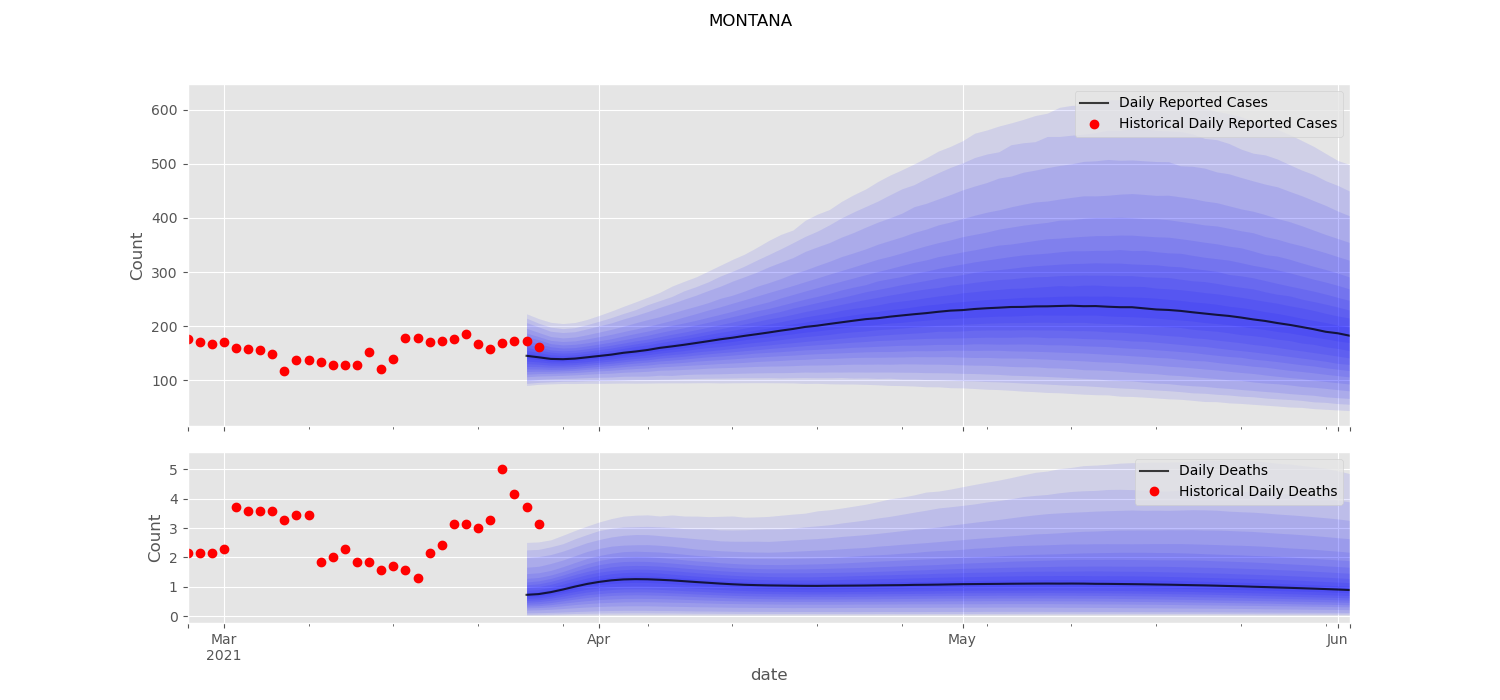 MONTANA
600
500
400
300
200
100
Count
Daily Reported Cases
Historical Daily Reported Cases
5
4
3
2
1
0
Count
Daily Deaths
Historical Daily Deaths
Mar
2021
Apr
May
Jun
date